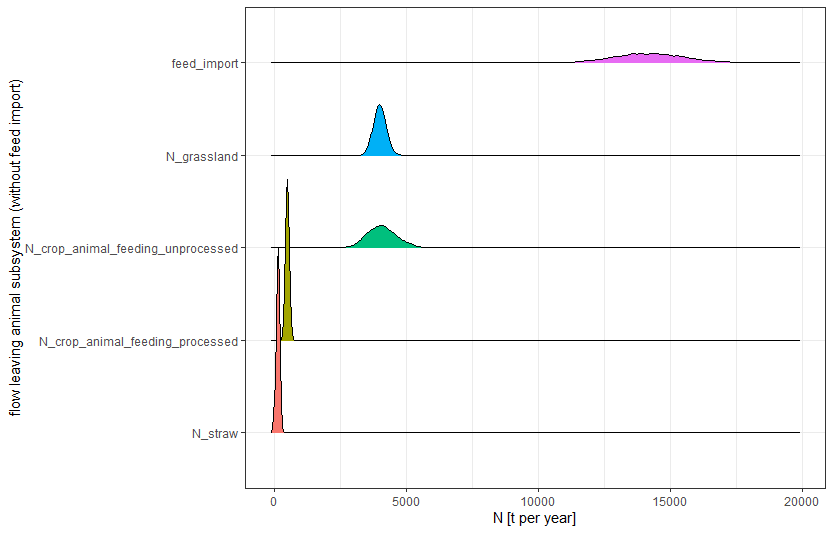 flow leaving animal subsystem (without feed import)
feed_import
N_grassland
N_crop_animal_feeding_unprocessed
N_crop_animal_feeding_processed
N_straw
0 5000 10000 15000 20000
N [t per year]